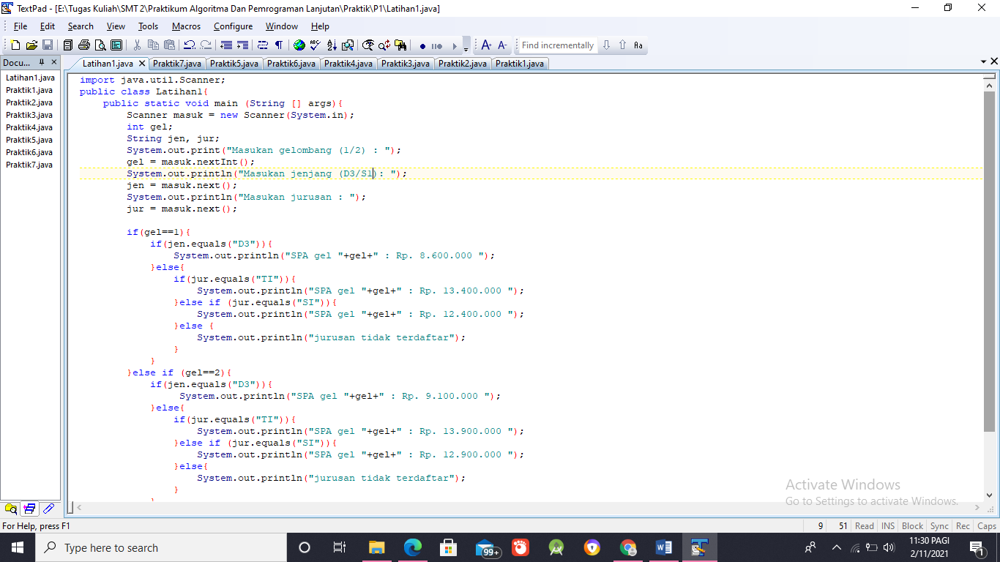 TextPad - [E:\Tugas Kuliah\SMT 2\Praktikum Algoritma Dan Pemrograman Lanjutan\Praktik\P1\Latihan1.java]
File Edit Search View Tools Macros Configure Window Help
Find incrementally Aa
Docu... Latihan1.java Praktik7.java Praktik5.java Praktik6.java Praktik4.java Praktik3.java Praktik2.java Praktik1.java
Latihan1.java
Praktik1.java
Praktik2.java
Praktik3.java
Praktik4.java
Praktik5.java
Praktik6.java
Praktik7.java
import java.util.Scanner;
public class Latihan1{
public static void main (String [] args){
Scanner masuk = new Scanner(System.in);
int gel;
String jen, jur;
System.out.print("Masukan gelombang (1/2) : ");
gel = masuk.nextInt();
System.out.println("Masukan jenjang (D3/S1): ");
jen = masuk.next();
System.out.println("Masukan jurusan : ");
jur = masuk.next();
if(gel==1){
if(jen.equals("D3")){
System.out.println("SPA gel "+gel+" : Rp. 8.600.000 ");
}else{
if(jur.equals("TI")){
System.out.println("SPA gel "+gel+" : Rp. 13.400.000 ");
}else if (jur.equals("SI")){
System.out.println("SPA gel "+gel+" : Rp. 12.400.000 ");
}else {
System.out.println("jurusan tidak terdaftar");
}
}
}else if (gel==2){
if(jen.equals("D3")){
System.out.println("SPA gel "+gel+" : Rp. 9.100.000 ");
}else{
if(jur.equals("TI")){
System.out.println("SPA gel "+gel+" : Rp. 13.900.000 ");
}else if (jur.equals("SI")){
System.out.println("SPA gel "+gel+" : Rp. 12.900.000 ");
}else{
System.out.println("jurusan tidak terdaftar");
}
Activate Windows
Go to Settings to activate Windows.
For Help, press F1 9 51 Read INS Block Sync Rec Caps
Type here to search 99+ 11:30 PAGI
2/11/2021 1